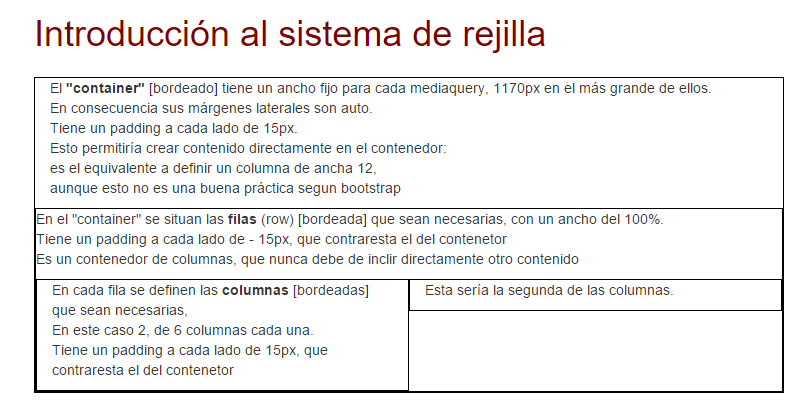 Introducción al sistema de rejilla
El "container" [bordeado] tiene un ancho fijo para cada mediaquery, 1170px en el más grande de ellos.
En consecuencia sus márgenes laterales son auto.
Tiene un padding a cada lado de 15px.
Esto permitiría crear contenido directamente en el contenedor:
es el equivalente a definir un columna de ancha 12,
aunque esto no es una buena práctica segun bootstrap
En el "container" se situan las filas (row) [bordeada] que sean necesarias, con un ancho del 100%.
Tiene un padding a cada lado de - 15px, que contraresta el del contenetor
Es un contenedor de columnas, que nunca debe de inclir directamente otro contenido
En cada fila se definen las columnas [bordeadas]
que sean necesarias,
En este caso 2, de 6 columnas cada una.
Tiene un padding a cada lado de 15px, que
contraresta el del contenetor
Esta sería la segunda de las columnas.